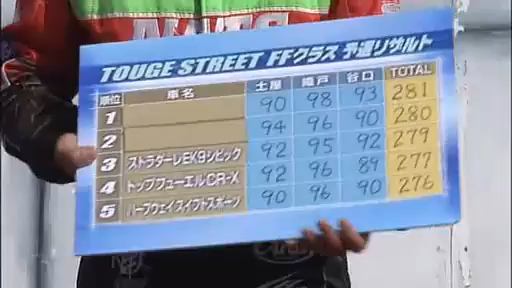 TOUGE STREET FFクラス 予選リザルト
順位 車名 土屋 織戸 谷口 TOTAL
1 90 98 93 281
2 94 96 90 280
3 ストラダーレEK9シビック 92 95 92 279
4 トップフューエルCR-X 92 96 89 277
5 ハーフウェイスイフトスポーツ 90 96 90 276